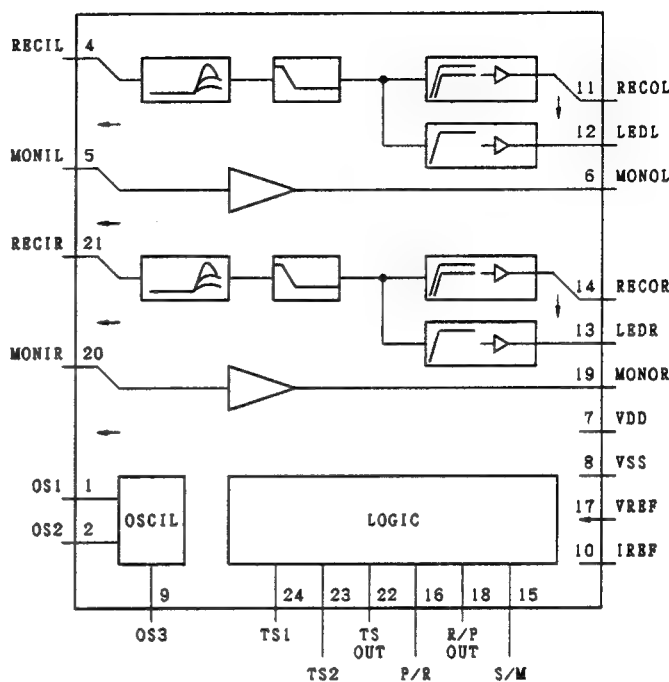 RECIL 4
11 RECOL
12 LEDL
MONIL 5
6 MONOL
RECIR 21
14 RECOR
13 LEDR
MONIR 20
19 MONOR
7 VDD
8 VSS
OS1 1
OSCIL
LOGIC
17 VREF
OS2 2
10 IREF
9 24 23 22 16 18 15
OS3 TS1 TS OUT R/P OUT
TS2 P/R S/M